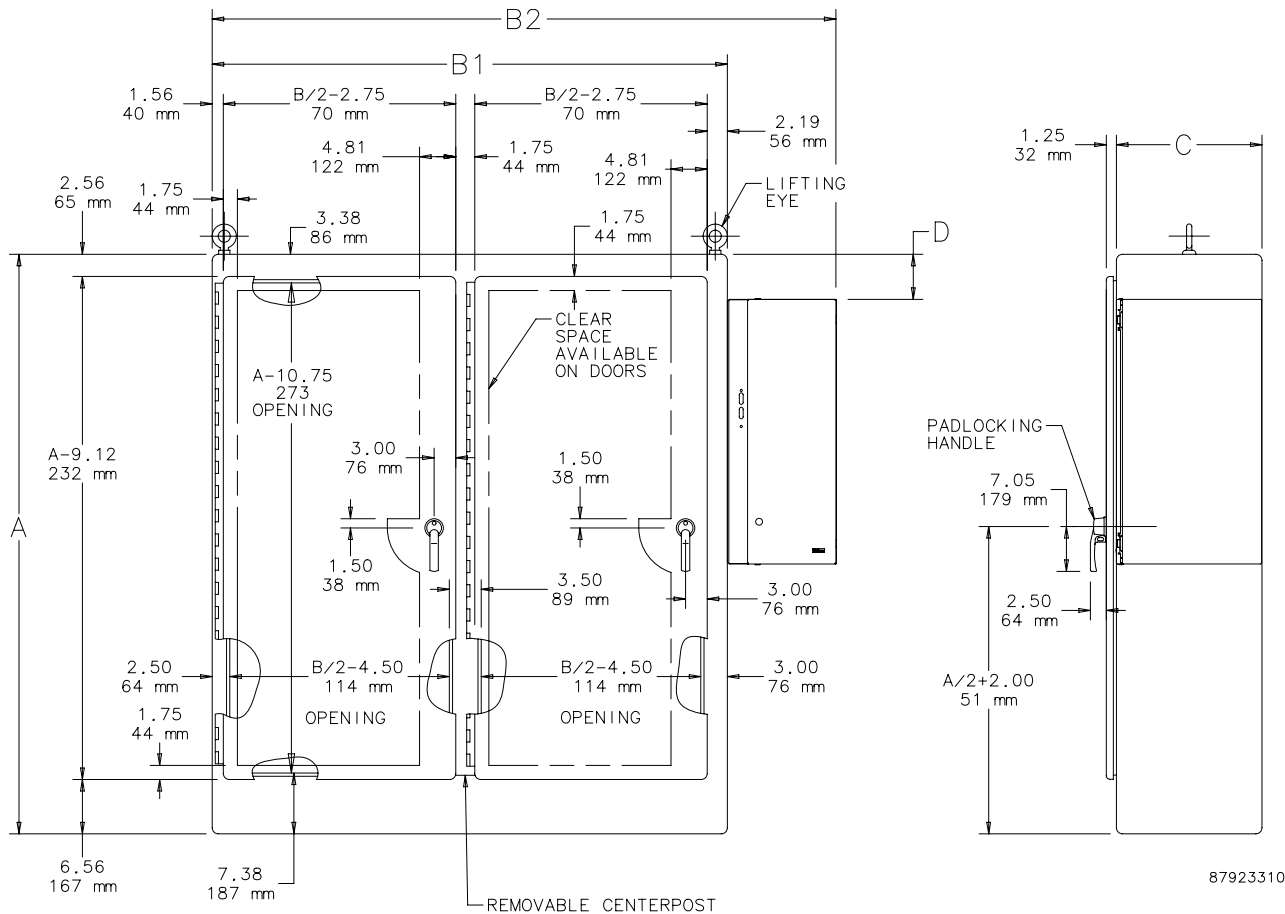 B2
B1
1.56
40 mm
B/2-2.75
70 mm
B/2-2.75
70 mm
2.19
56 mm
1.25
32 mm
C
4.81
122 mm
1.75
44 mm
4.81
122 mm
2.56
65 mm
1.75
44 mm
3.38
86 mm
1.75
44 mm
LIFTING
EYE
D
CLEAR
SPACE
AVAILABLE
ON DOORS
A-10.75
273
OPENING
A-9.12
232 mm
3.00
76 mm
1.50
38 mm
PADLOCKING
HANDLE
7.05
179 mm
A
1.50
38 mm
3.50
89 mm
3.00
76 mm
2.50
64 mm
2.50
64 mm
B/2-4.50
114 mm
OPENING
B/2-4.50
114 mm
OPENING
3.00
76 mm
A/2+2.00
51 mm
1.75
44 mm
6.56
167 mm
7.38
187 mm
REMOVABLE CENTERPOST
87923310